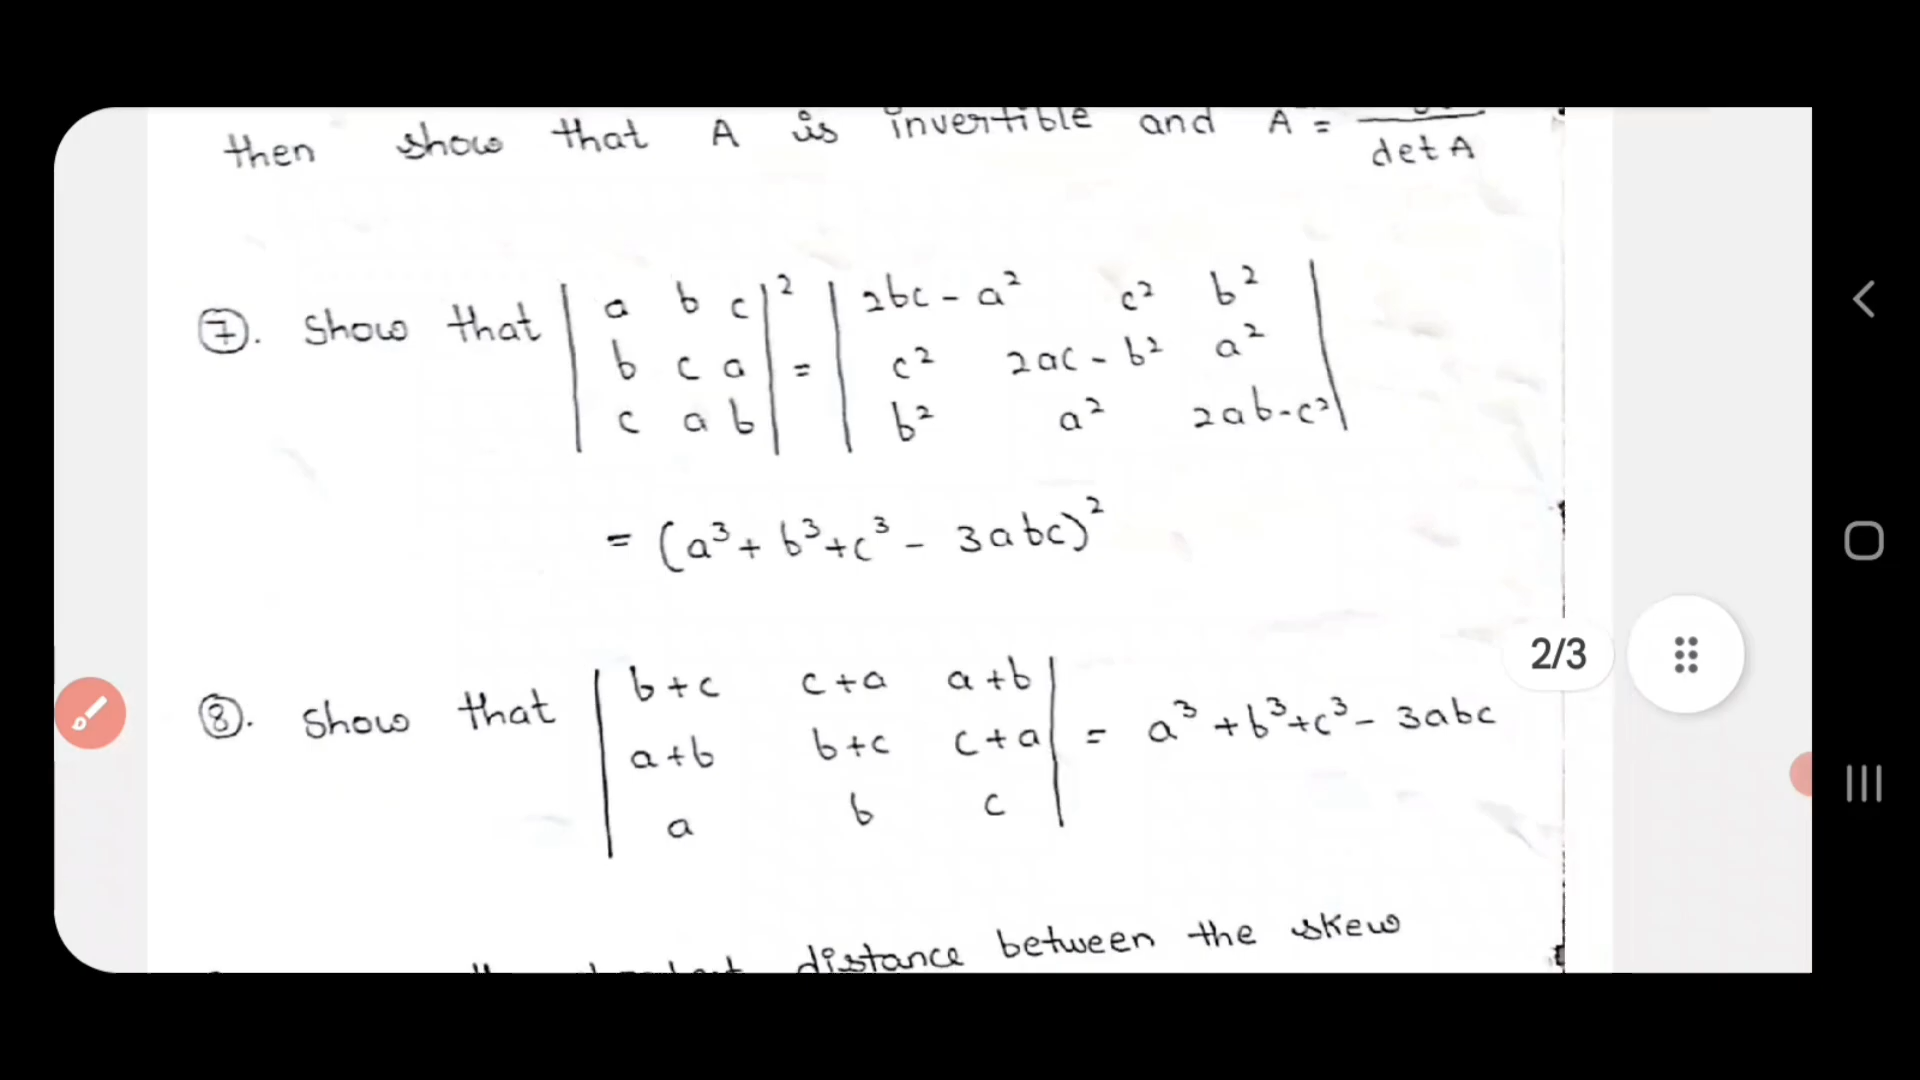 then show that A is invertible and A = det A
⑦. Show that | a b c |² = | 2bc - a² c² b² |
| b c a | | c² 2ac - b² a² |
| c a b | | b² a² 2ab - c² |
= (a³ + b³ + c³ - 3abc)²
2/3
⑧. Show that | b+c c+a a+b | = a³ + b³ + c³ - 3abc
| a+b b+c c+a |
| a b c |
distance between the skew